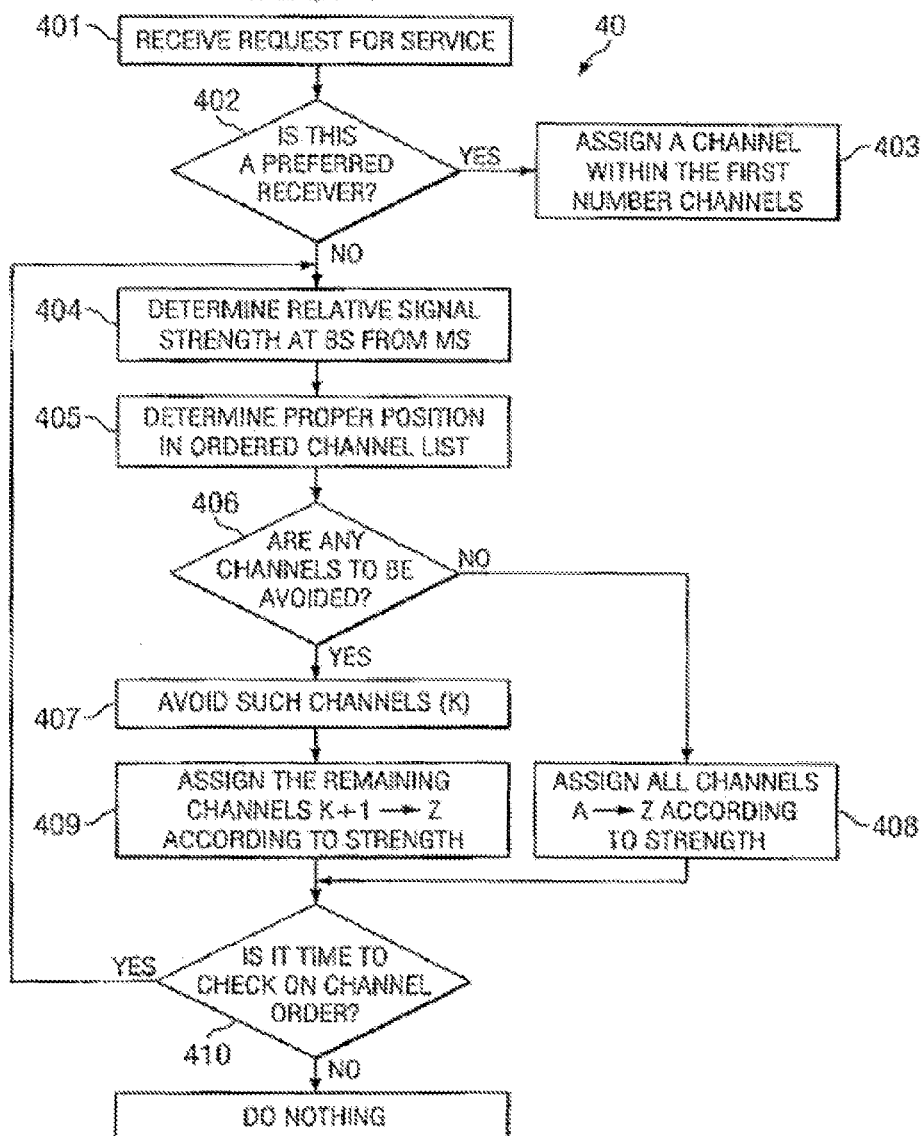 401
RECEIVE REQUEST FOR SERVICE
40
402
IS THIS
A PREFERRED
RECEIVER?
YES
ASSIGN A CHANNEL
WITHIN THE FIRST
NUMBER CHANNELS
403
NO
404
DETERMINE RELATIVE SIGNAL
STRENGTH AT BS FROM MS
405
DETERMINE PROPER POSITION
IN ORDERED CHANNEL LIST
406
ARE ANY
CHANNELS TO BE
AVOIDED?
NO
YES
407
AVOID SUCH CHANNELS (K)
409
ASSIGN THE REMAINING
CHANNELS K+1 → Z
ACCORDING TO STRENGTH
ASSIGN ALL CHANNELS
A → Z ACCORDING
TO STRENGTH
408
YES
IS IT TIME TO
CHECK ON CHANNEL
ORDER?
410
NO
DO NOTHING